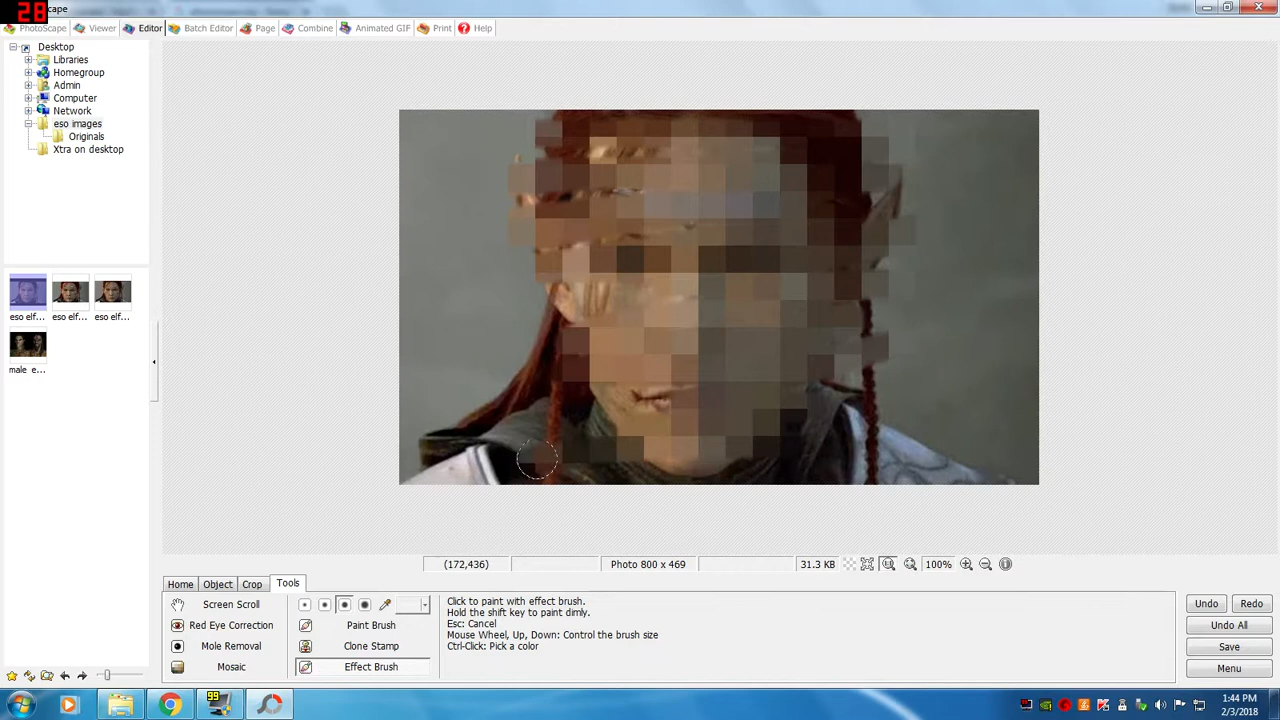 28
scape
PhotoScape Viewer Editor Batch Editor Page Combine Animated GIF Print Help
Desktop
Libraries
Homegroup
Admin
Computer
Network
eso images
Originals
Xtra on desktop
eso elf... eso elf... eso elf...
male e...
(172,436) Photo 800 x 469 31.3 KB 100%
Home Object Crop Tools
Screen Scroll
Red Eye Correction
Mole Removal
Mosaic
Paint Brush
Clone Stamp
Effect Brush
Click to paint with effect brush.
Hold the shift key to paint dimly.
Esc: Cancel
Mouse Wheel, Up, Down: Control the brush size
Ctrl-Click: Pick a color
Undo Redo
Undo All
Save
Menu
99
1:44 PM
2/3/2018